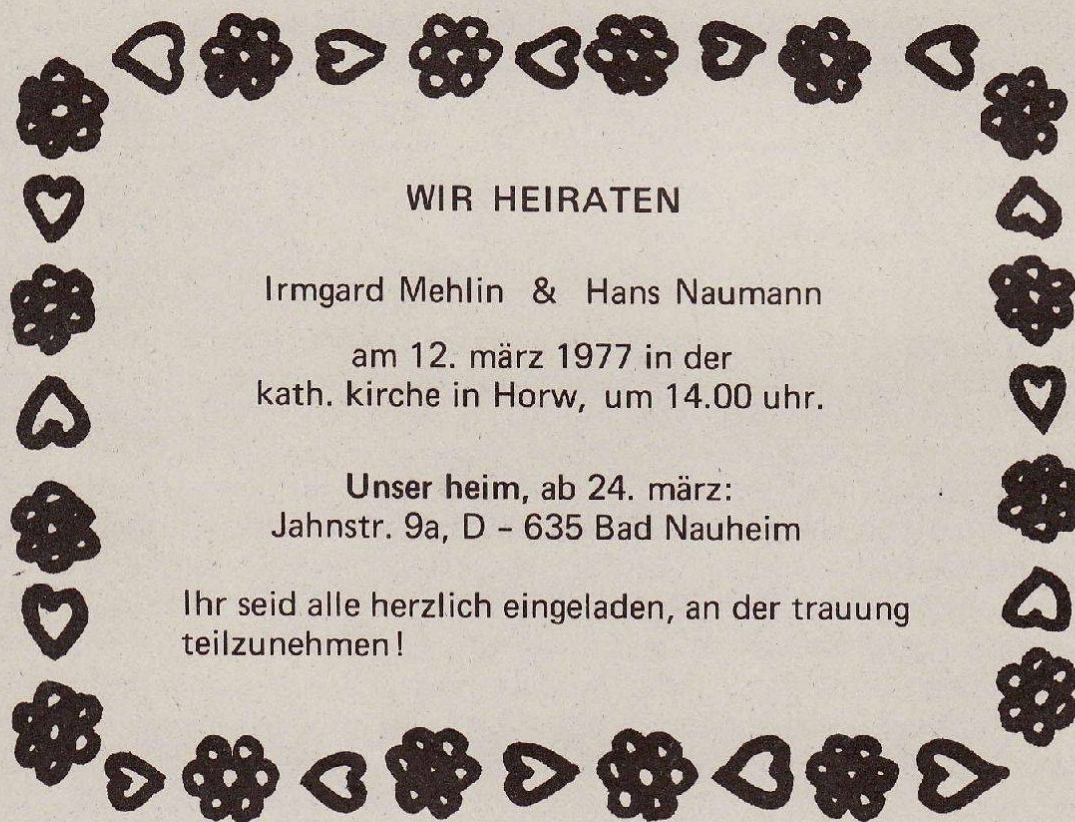 WIR HEIRATEN
Irmgard Mehlin & Hans Naumann
am 12. märz 1977 in der
kath. kirche in Horw, um 14.00 uhr.
Unser heim, ab 24. märz:
Jahnstr. 9a, D – 635 Bad Nauheim
Ihr seid alle herzlich eingeladen, an der trauung
teilzunehmen!